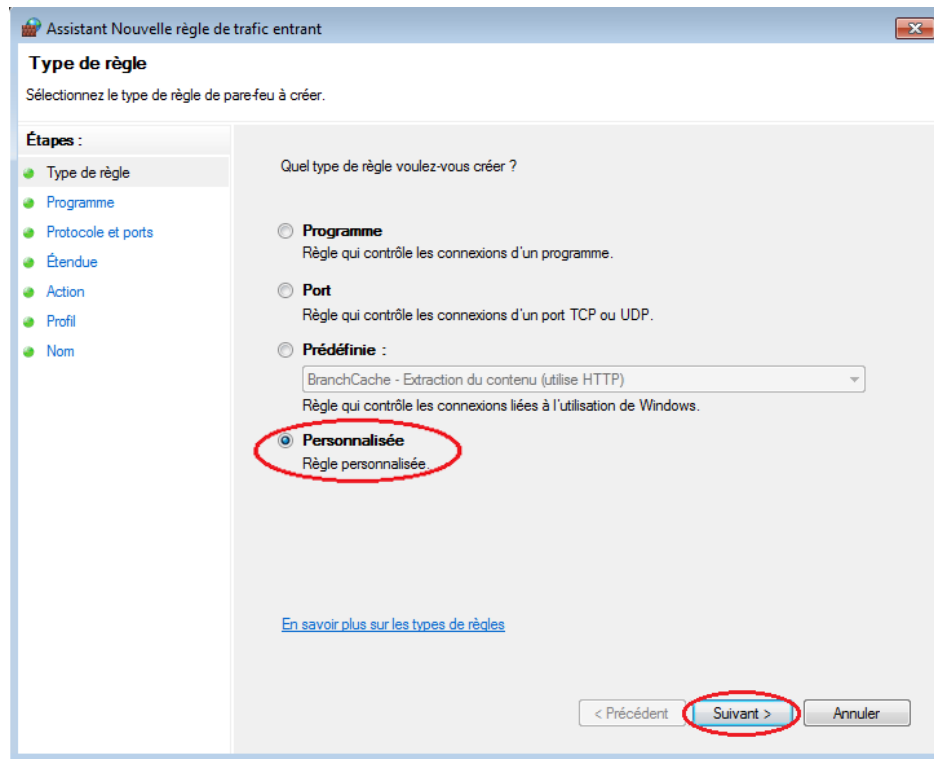 Assistant Nouvelle règle de trafic entrant
Type de règle
Sélectionnez le type de règle de pare-feu à créer.
Étapes :
Type de règle
Programme
Protocole et ports
Étendue
Action
Profil
Nom
Quel type de règle voulez-vous créer ?
Programme
Règle qui contrôle les connexions d'un programme.
Port
Règle qui contrôle les connexions d'un port TCP ou UDP.
Prédéfinie :
BranchCache - Extraction du contenu (utilise HTTP)
Règle qui contrôle les connexions liées à l'utilisation de Windows.
Personnalisée
Règle personnalisée.
En savoir plus sur les types de règles
< Précédent Suivant > Annuler